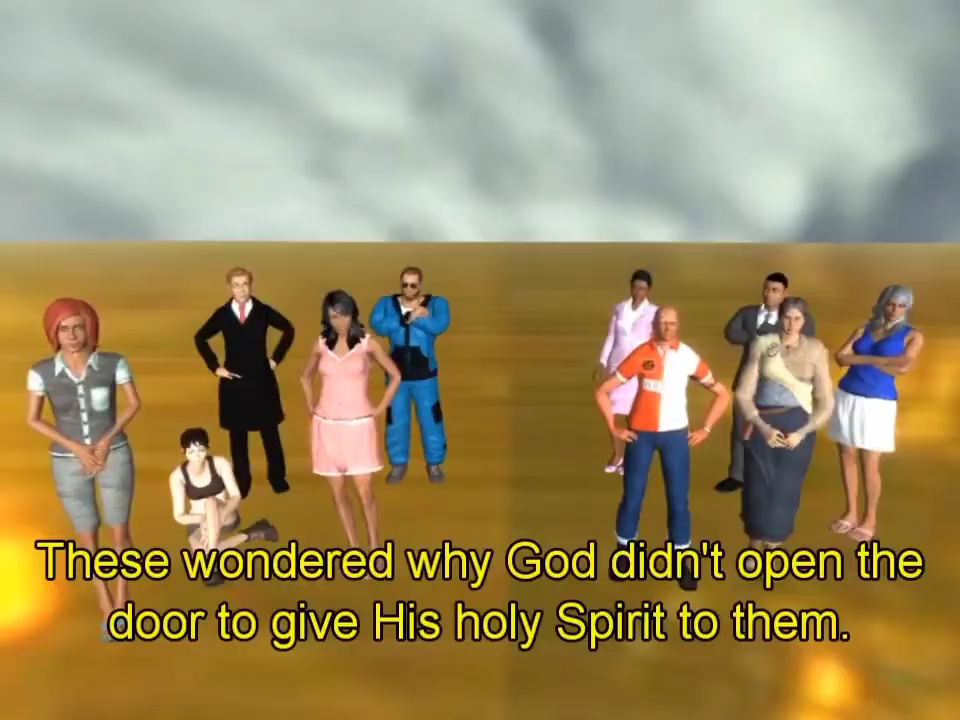 These wondered why God didn't open the
door to give His holy Spirit to them.